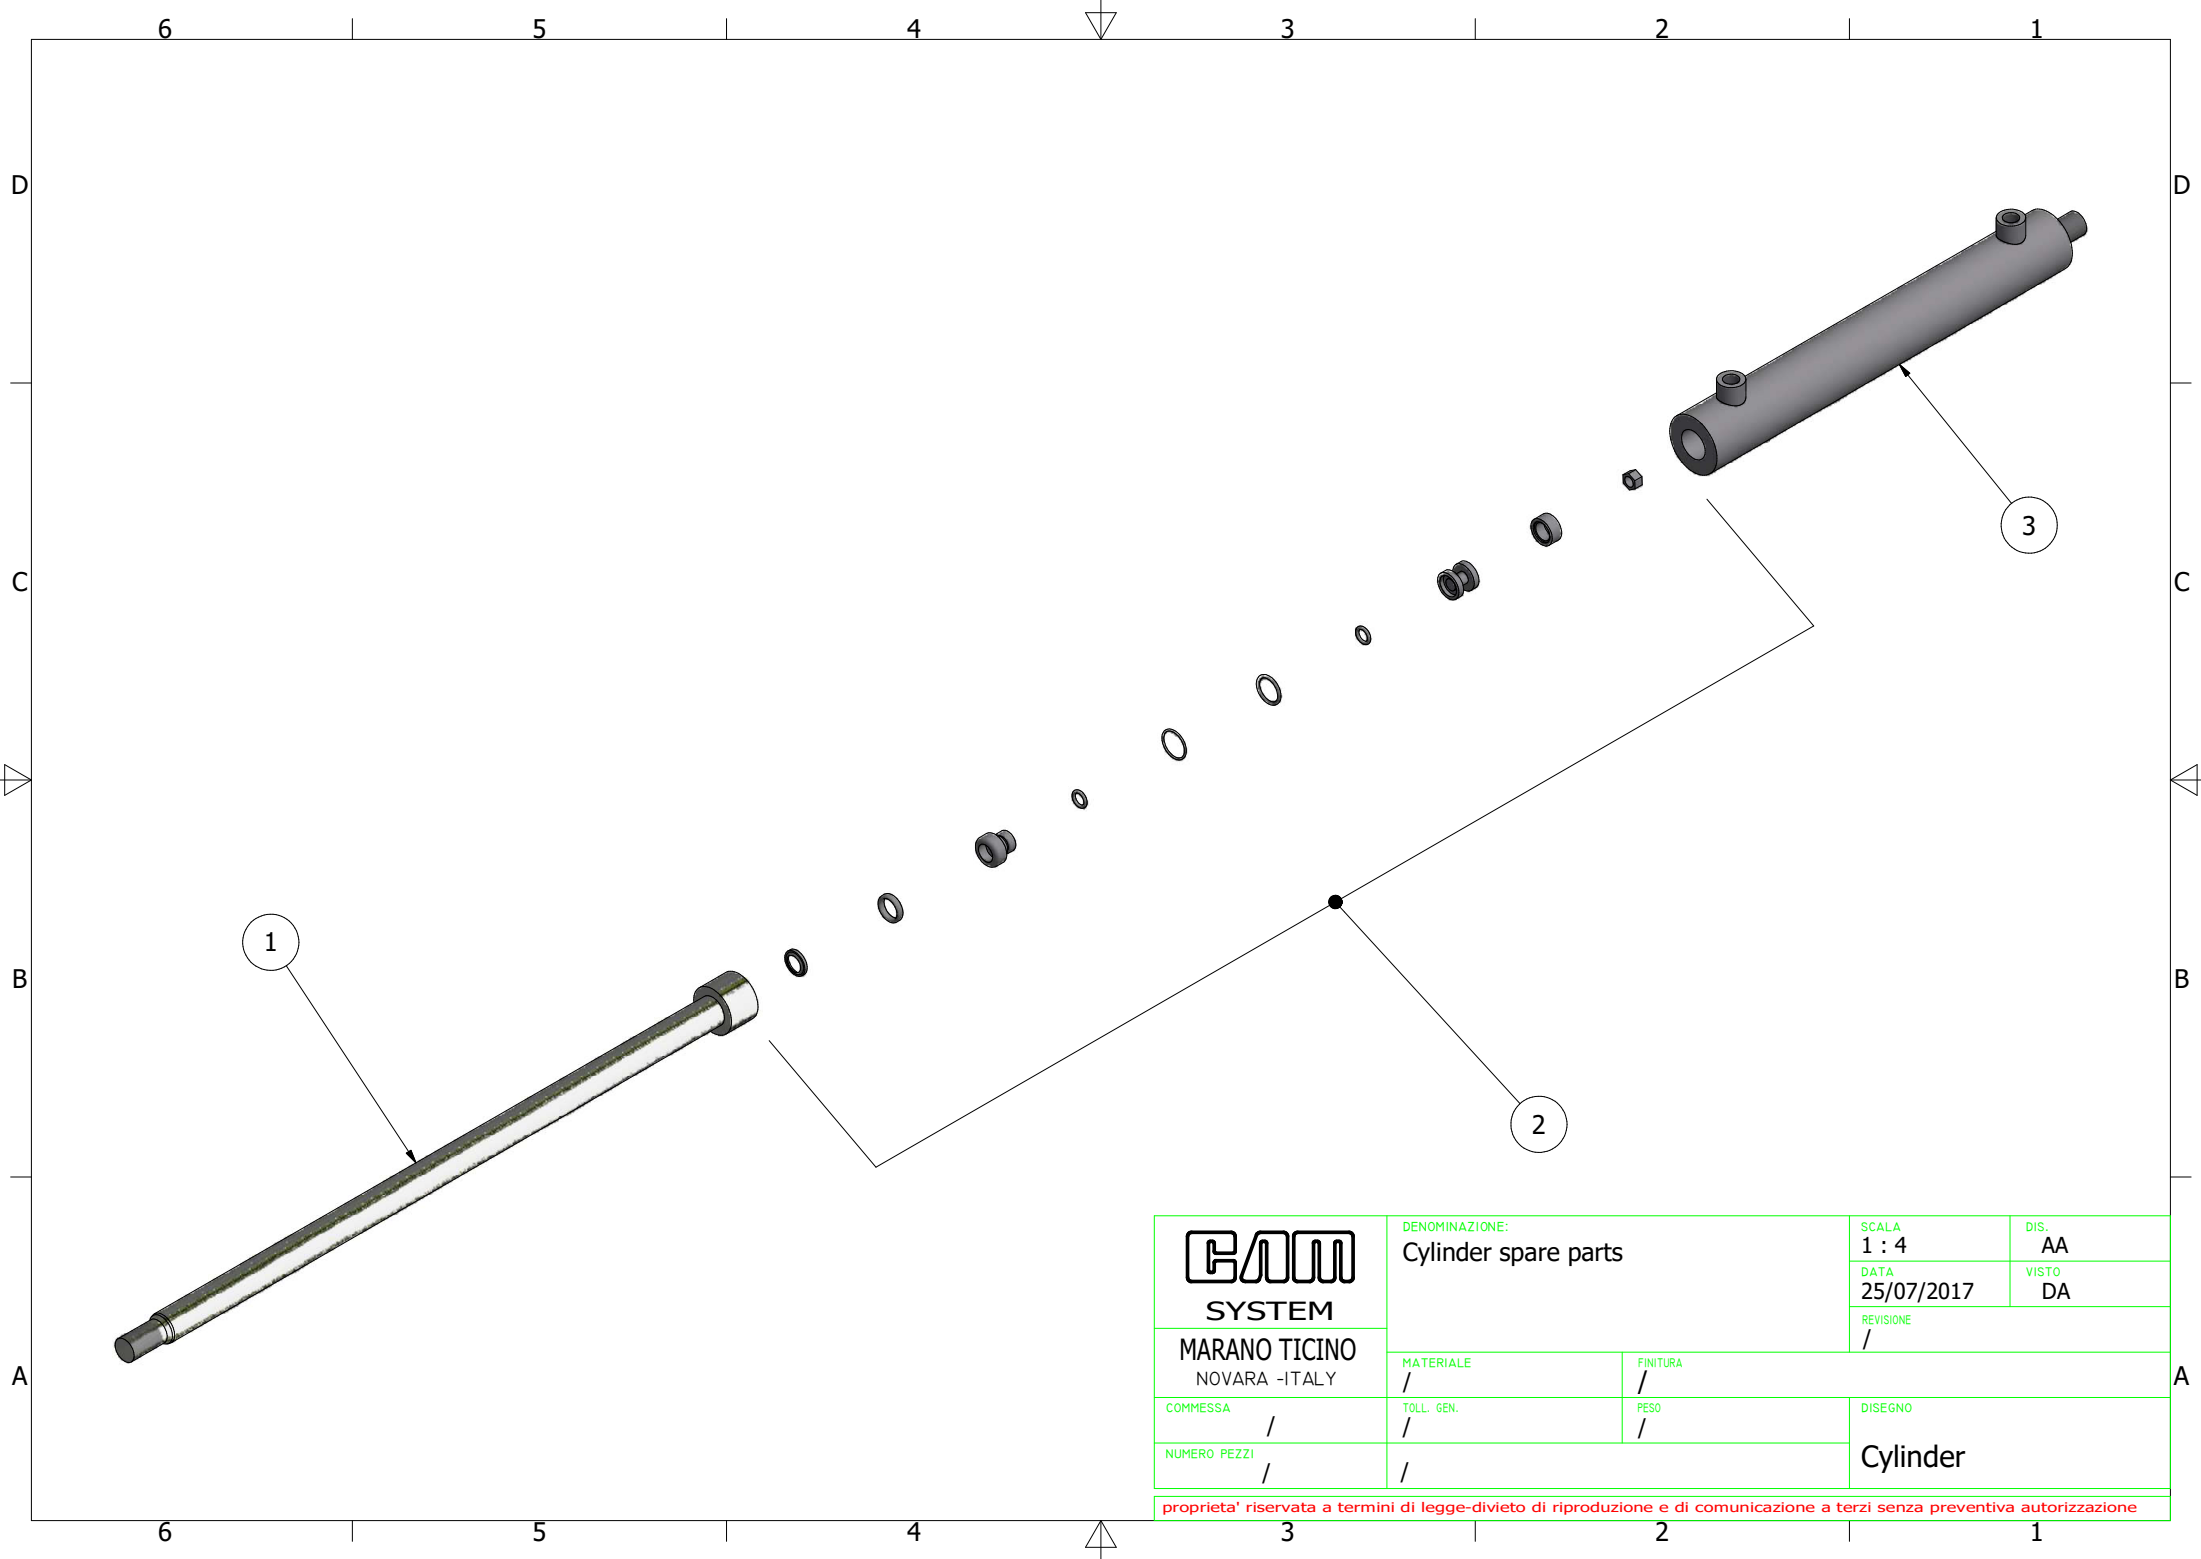 6 5 4 3 2 1
D D
3
C C
1
B B
2
CAM
SYSTEM
MARANO TICINO
NOVARA -ITALY
DENOMINAZIONE:
Cylinder spare parts
SCALA
1 : 4
DIS.
AA
DATA
25/07/2017
VISTO
DA
REVISIONE
/
MATERIALE
/
FINITURA
/
A A
COMMESSA
/
TOLL. GEN.
/
PESO
/
DISEGNO
Cylinder
NUMERO PEZZI
/
/
proprieta' riservata a termini di legge-divieto di riproduzione e di comunicazione a terzi senza preventiva autorizzazione
6 5 4 3 2 1